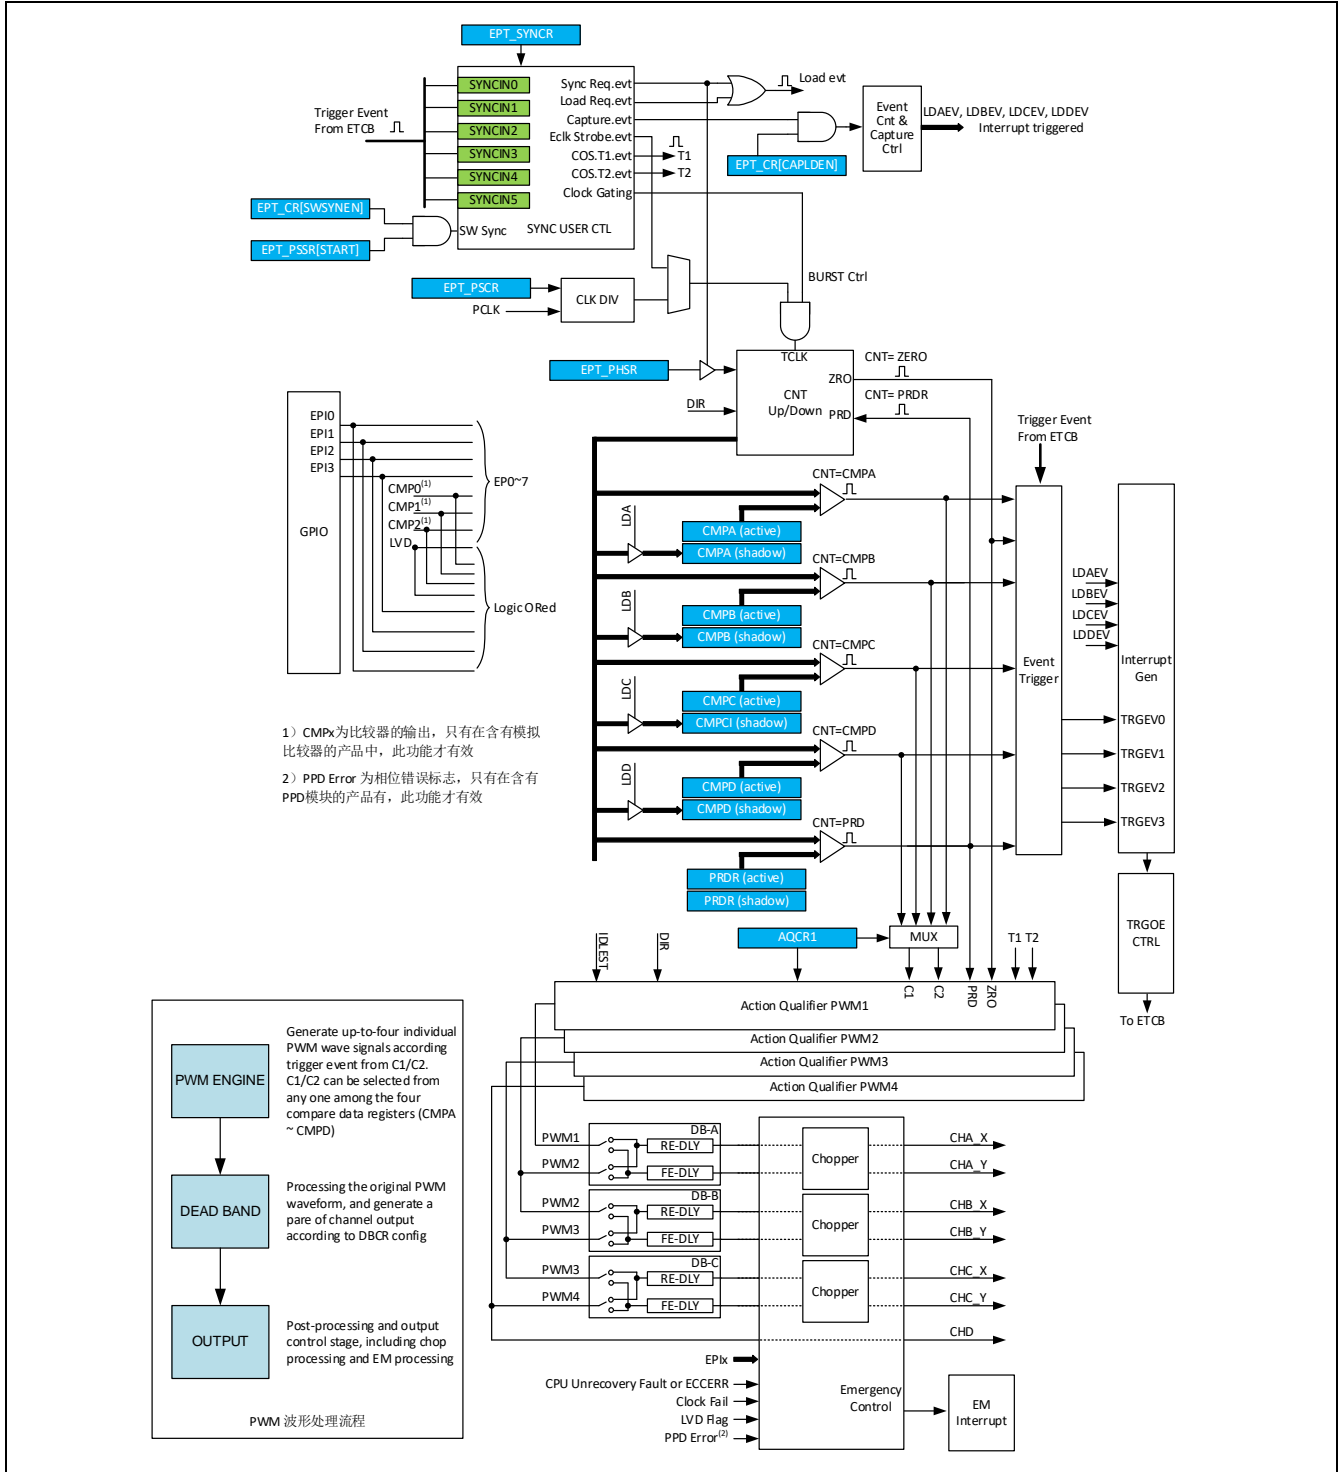 EPT_SYNCR
SYNCIN0
SYNCIN1
SYNCIN2
SYNCIN3
SYNCIN4
SYNCIN5
Trigger Event
From ETCB
Sync Req.evt
Load Req.evt
Capture.evt
Eclk Strobe.evt
COS.T1.evt
COS.T2.evt
Clock Gating
SW Sync
SYNC USER CTL
Load evt
T1
T2
EPT_CR[CAPLDEN]
Event
Cnt &
Capture
Ctrl
LDAEV, LDBEV, LDCEV, LDDEV
Interrupt triggered
EPT_CR[SWSYNEN]
EPT_PSSR[START]
EPT_PSCR
PCLK
CLK DIV
BURST Ctrl
EPT_PHSR
DIR
TCLK
ZRO
CNT
Up/Down
PRD
CNT= ZERO
CNT= PRDR
EPI0
EPI1
EPI2
EPI3
GPIO
CMP0(1)
CMP1(1)
CMP2(1)
LVD
EP0~7
Logic ORed
LDA
CMPA (active)
CMPA (shadow)
CNT=CMPA
LDB
CMPB (active)
CMPB (shadow)
CNT=CMPB
LDC
CMPC (active)
CMPCI (shadow)
CNT=CMPC
LDD
CMPD (active)
CMPD (shadow)
CNT=CMPD
PRDR (active)
PRDR (shadow)
CNT=PRD
Trigger Event
From ETCB
Event
Trigger
LDAEV
LDBEV
LDCEV
LDDEV
Interrupt
Gen
TRGEV0
TRGEV1
TRGEV2
TRGEV3
TRGOE
CTRL
To ETCB
1）CMPx为比较器的输出，只有在含有模拟
比较器的产品中，此功能才有效
2）PPD Error 为相位错误标志，只有在含有
PPD模块的产品有，此功能才有效
IDLEST
DIR
AQCR1
MUX
T1 T2
C1
C2
PRD
ZRO
Action Qualifier PWM1
Action Qualifier PWM2
Action Qualifier PWM3
Action Qualifier PWM4
PWM ENGINE
Generate up-to-four individual
PWM wave signals according
trigger event from C1/C2.
C1/C2 can be selected from
any one among the four
compare data registers (CMPA
~ CMPD)
DEAD BAND
Processing the original PWM
waveform, and generate a
pare of channel output
according to DBCR config
OUTPUT
Post-processing and output
control stage, including chop
processing and EM processing
PWM 波形处理流程
DB-A
PWM1
RE-DLY
PWM2
FE-DLY
Chopper
CHA_X
CHA_Y
DB-B
PWM2
RE-DLY
PWM3
FE-DLY
Chopper
CHB_X
CHB_Y
DB-C
PWM3
RE-DLY
PWM4
FE-DLY
Chopper
CHC_X
CHC_Y
CHD
EPIx
CPU Unrecovery Fault or ECCERR
Clock Fail
LVD Flag
PPD Error(2)
Emergency
Control
EM
Interrupt